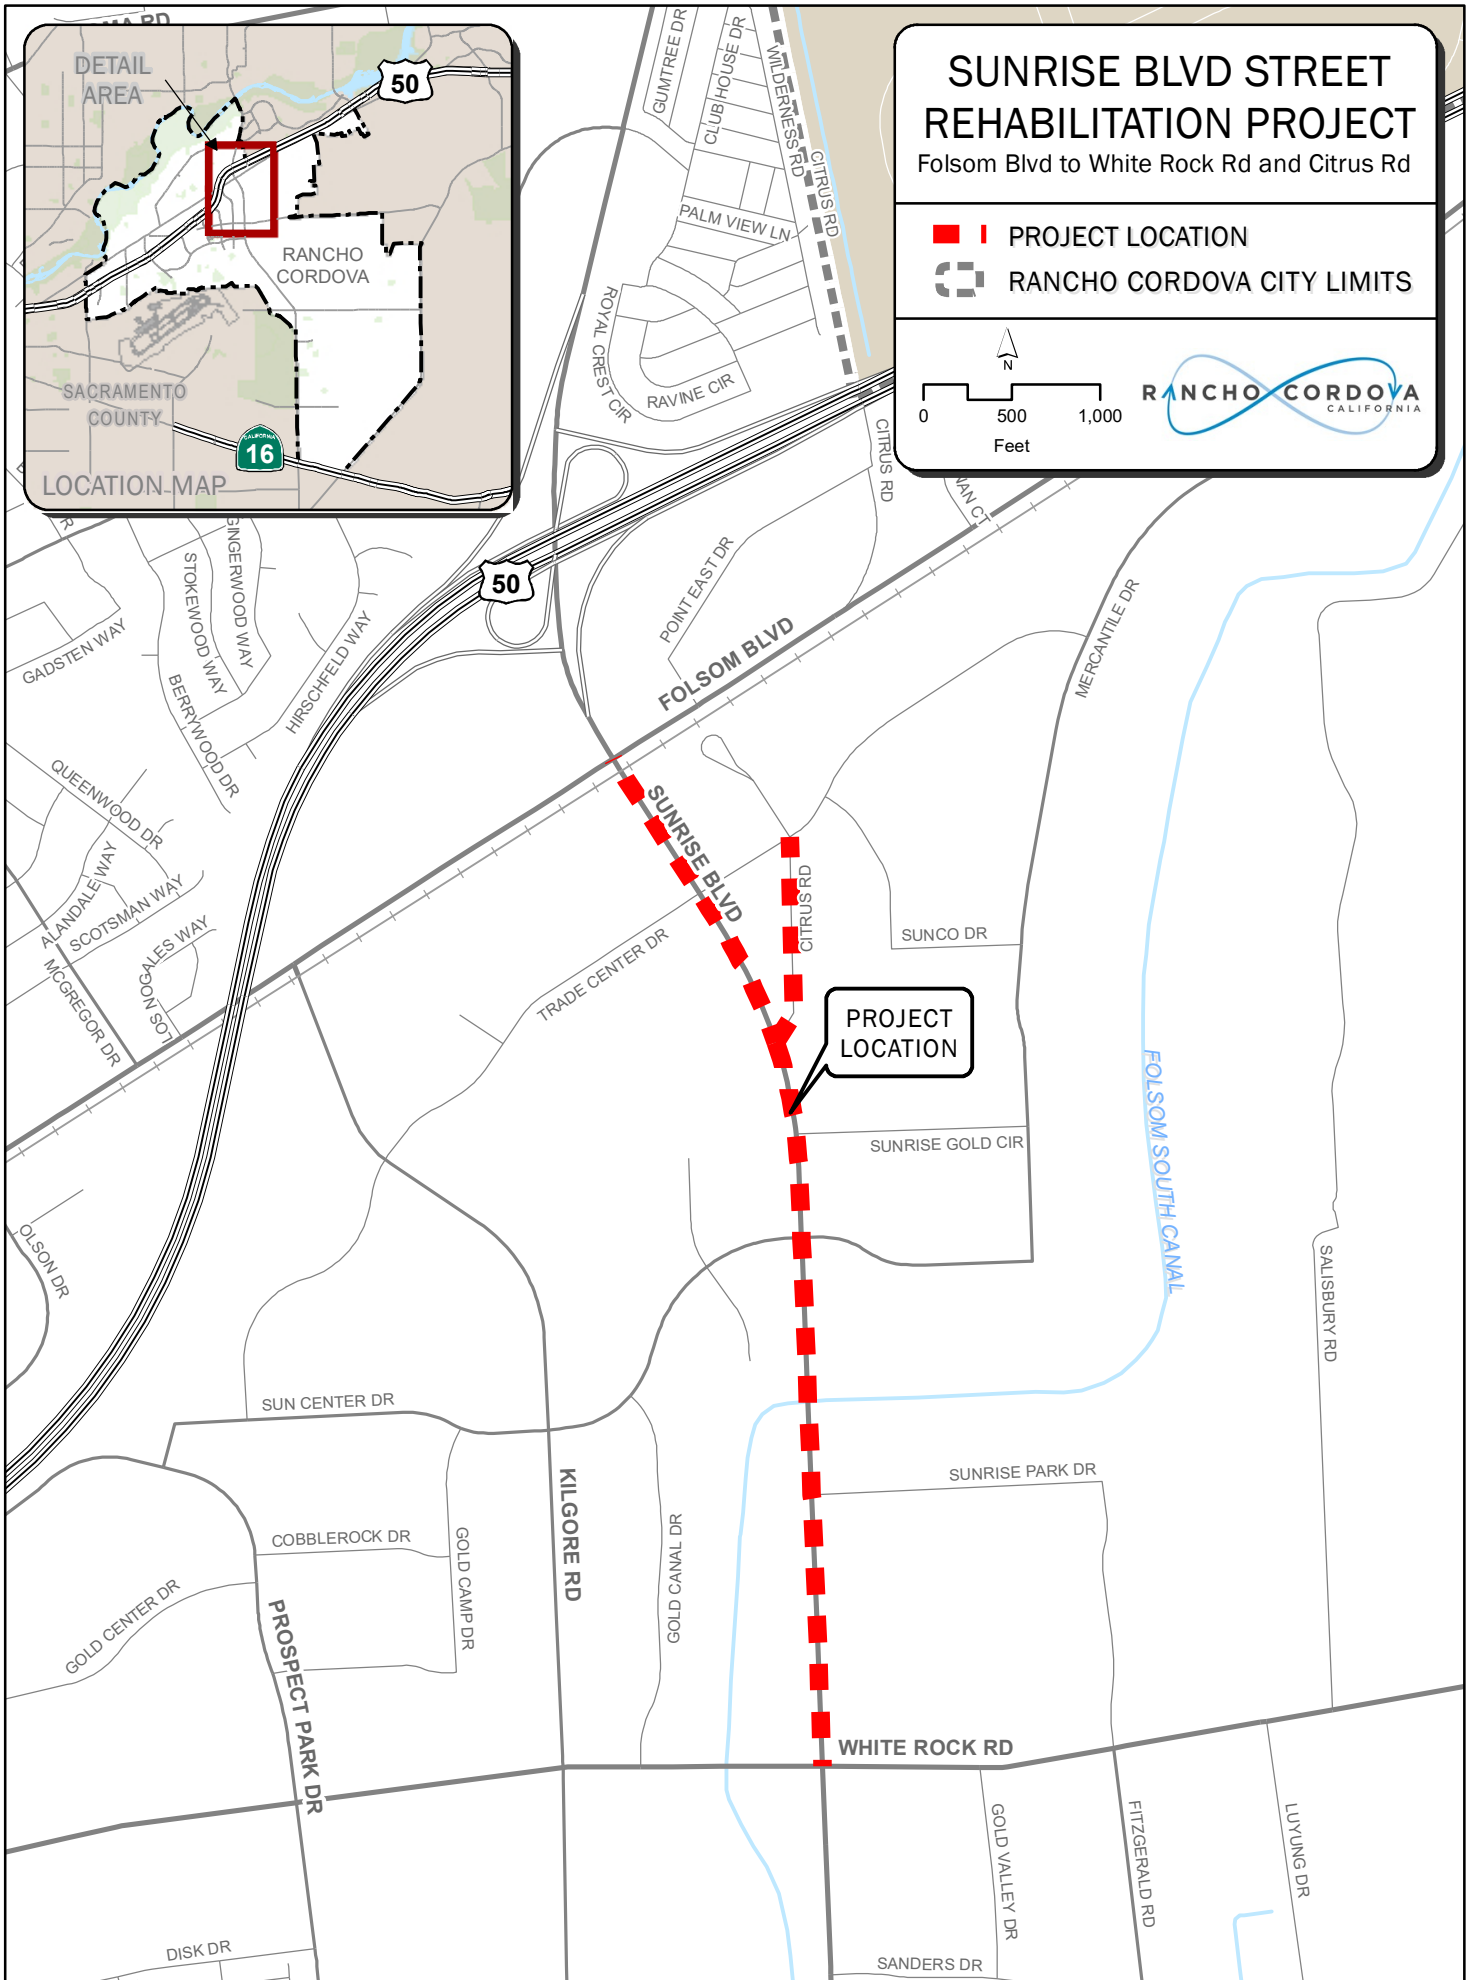 DETAIL
AREA
50
RANCHO
CORDOVA
SACRAMENTO
COUNTY
CALIFORNIA
16
LOCATION MAP
SUNRISE BLVD STREET
REHABILITATION PROJECT
Folsom Blvd to White Rock Rd and Citrus Rd
PROJECT LOCATION
RANCHO CORDOVA CITY LIMITS
N
0 500 1,000
Feet
RANCHO CORDOVA
CALIFORNIA
GUMTREE DR
CLUB HOUSE DR
WILDERNESS RD
CITRUS RD
PALM VIEW LN
ROYAL CREST CIR
RAVINE CIR
CITRUS RD
50
POINT EAST DR
FOLSOM BLVD
MERCANTILE DR
GINGERWOOD WAY
STOKEWOOD WAY
GADSTEN WAY
HIRSCHFELD WAY
BERRYWOOD DR
QUEENWOOD DR
ALANDALE WAY
SCOTSMAN WAY
LOS NOGALES WAY
MCGREGOR DR
SUNRISE BLVD
CITRUS RD
SUNCO DR
TRADE CENTER DR
PROJECT
LOCATION
SUNRISE GOLD CIR
FOLSOM SOUTH CANAL
OLSON DR
SALISBURY RD
SUN CENTER DR
SUNRISE PARK DR
KILGORE RD
COBBLEROCK DR
GOLD CAMP DR
GOLD CANAL DR
GOLD CENTER DR
PROSPECT PARK DR
WHITE ROCK RD
GOLD VALLEY DR
FITZGERALD RD
LUYUNG DR
DISK DR
SANDERS DR